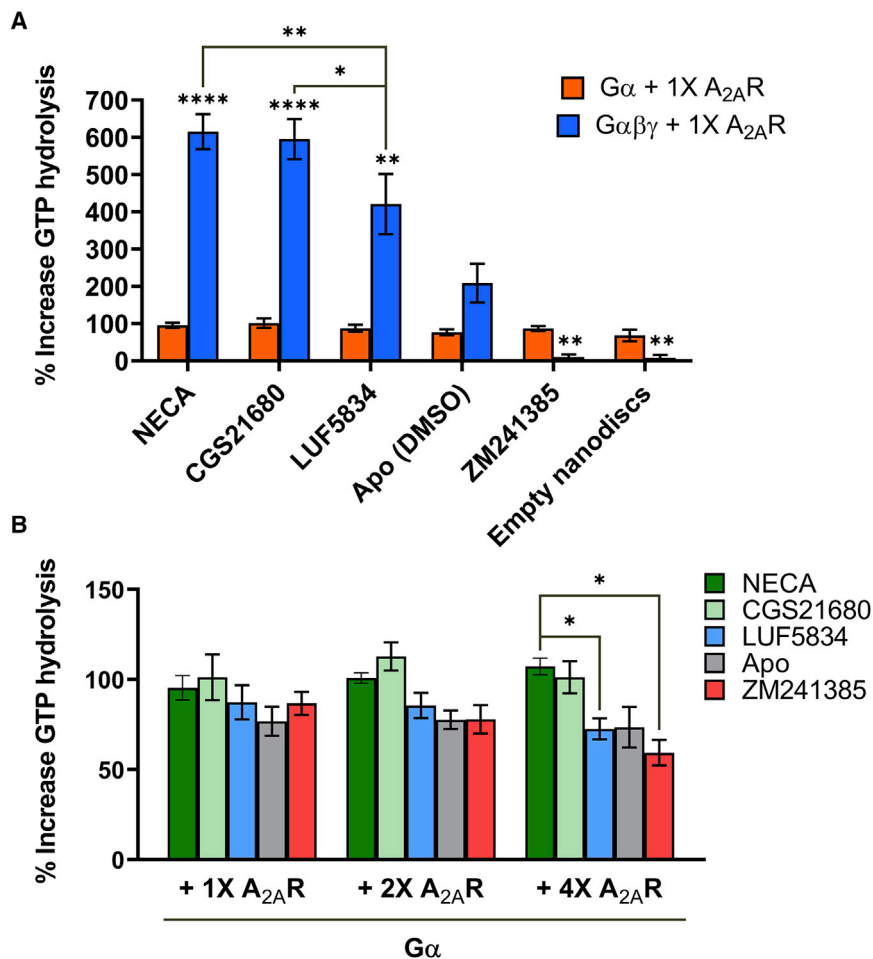 A
% Increase GTP hydrolysis
700
600
500
400
300
200
100
0
**
*
****
****
**
**
**
Gα + 1X A2AR
Gαβγ + 1X A2AR
NECA
CGS21680
LUF5834
Apo (DMSO)
ZM241385
Empty nanodiscs
B
% Increase GTP hydrolysis
150
100
50
0
*
*
NECA
CGS21680
LUF5834
Apo
ZM241385
+ 1X A2AR
+ 2X A2AR
+ 4X A2AR
Gα